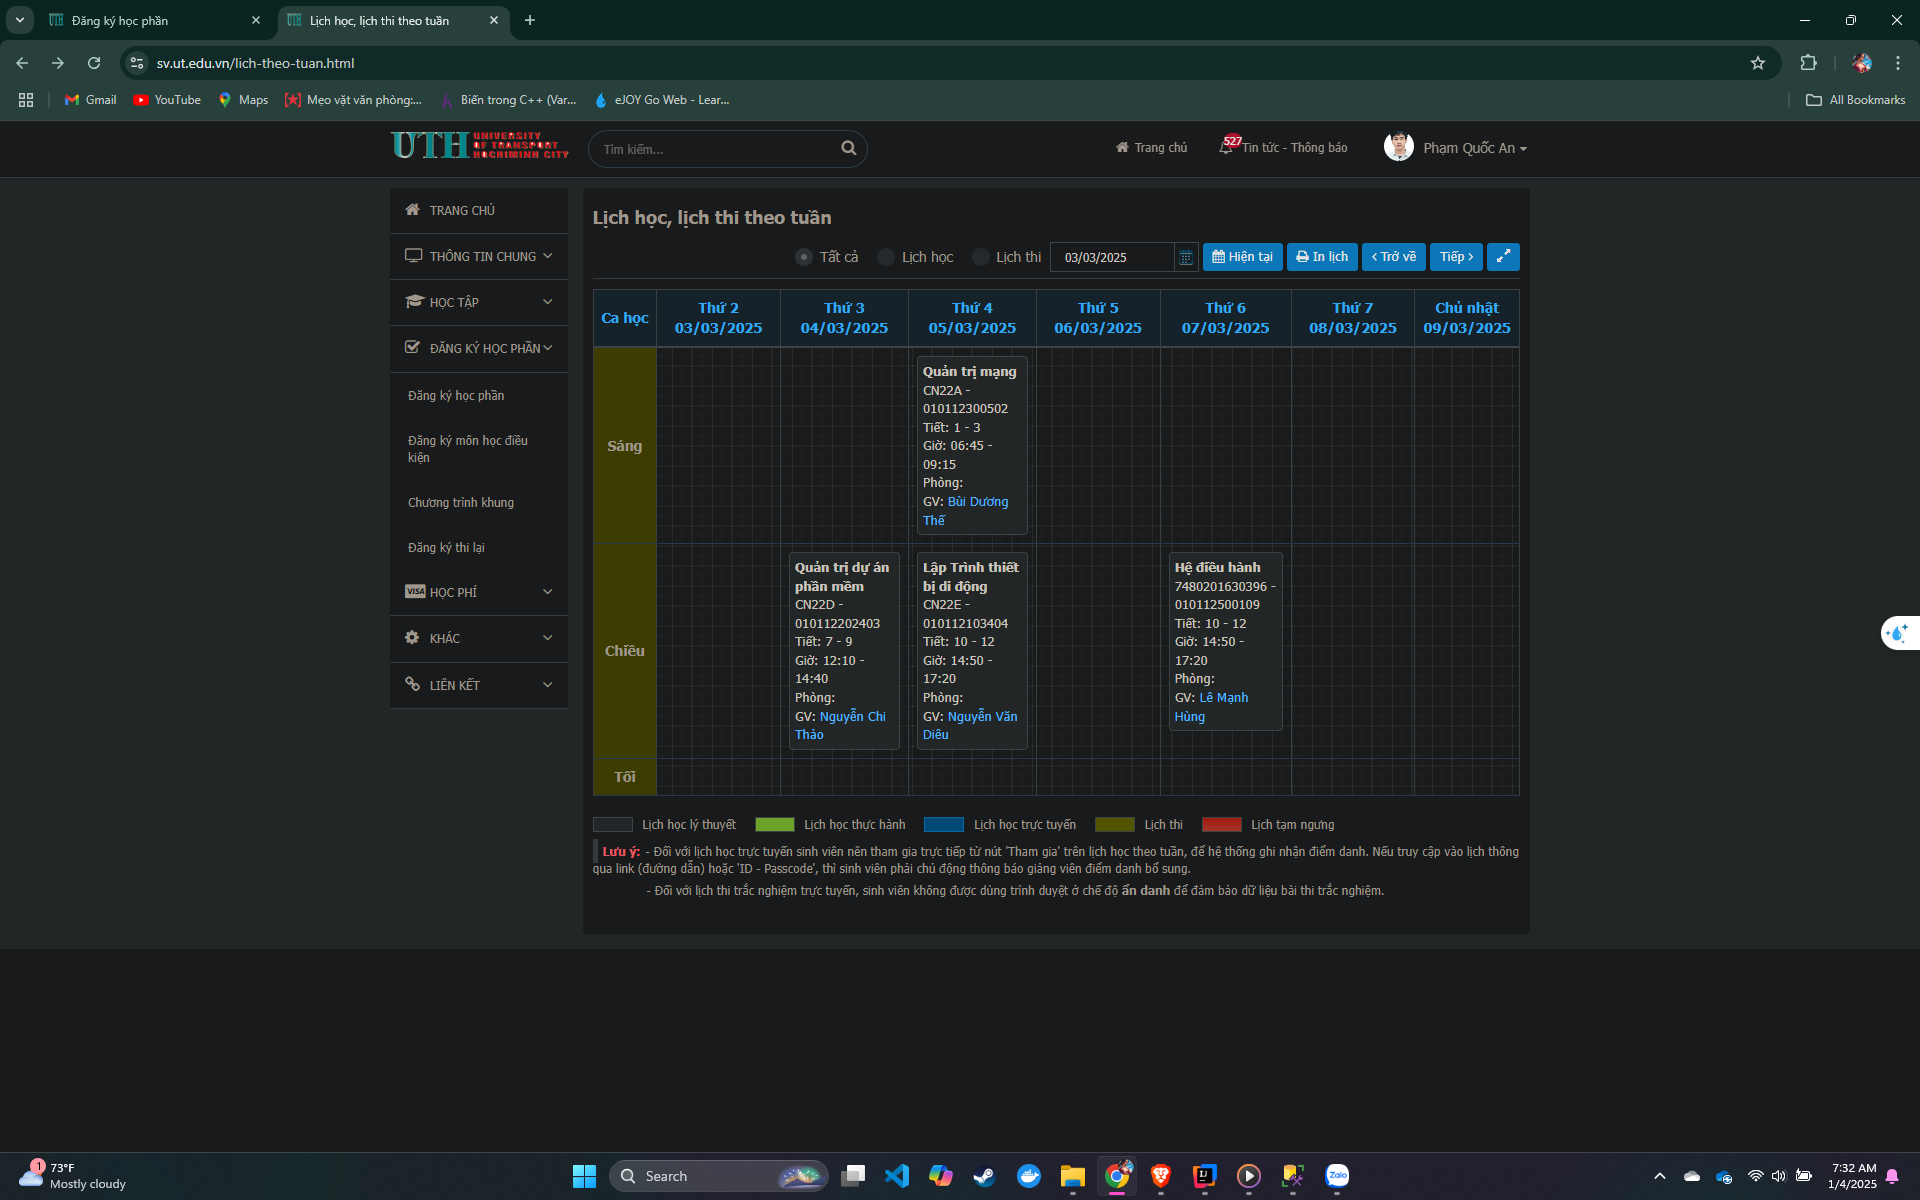 Đăng ký học phần
Lịch học, lịch thi theo tuần
sv.ut.edu.vn/lich-theo-tuan.html
Gmail
YouTube
Maps
Mẹo vặt văn phòng:...
Biến trong C++ (Var...
eJOY Go Web - Lear...
All Bookmarks
UTH UNIVERSITY
OF TRANSPORT
HOCHIMINH CITY
Tìm kiếm...
Trang chủ
527
Tin tức - Thông báo
Phạm Quốc An
TRANG CHỦ
THÔNG TIN CHUNG
HỌC TẬP
ĐĂNG KÝ HỌC PHẦN
Đăng ký học phần
Đăng ký môn học điều
kiện
Chương trình khung
Đăng ký thi lại
VISA HỌC PHÍ
KHÁC
LIÊN KẾT
Lịch học, lịch thi theo tuần
Tất cả
Lịch học
Lịch thi
03/03/2025
Hiện tại
In lịch
Trở về
Tiếp
Ca học
Thứ 2
03/03/2025
Thứ 3
04/03/2025
Thứ 4
05/03/2025
Thứ 5
06/03/2025
Thứ 6
07/03/2025
Thứ 7
08/03/2025
Chủ nhật
09/03/2025
Sáng
Quản trị mạng
CN22A -
010112300502
Tiết: 1 - 3
Giờ: 06:45 -
09:15
Phòng:
GV: Bùi Dương
Thế
Chiều
Quản trị dự án
phần mềm
CN22D -
010112202403
Tiết: 7 - 9
Giờ: 12:10 -
14:40
Phòng:
GV: Nguyễn Chi
Thảo
Lập Trình thiết
bị di động
CN22E -
010112103404
Tiết: 10 - 12
Giờ: 14:50 -
17:20
Phòng:
GV: Nguyễn Văn
Diêu
Hệ điều hành
7480201630396 -
010112500109
Tiết: 10 - 12
Giờ: 14:50 -
17:20
Phòng:
GV: Lê Mạnh
Hùng
Tối
Lịch học lý thuyết
Lịch học thực hành
Lịch học trực tuyến
Lịch thi
Lịch tạm ngưng
Lưu ý: - Đối với lịch học trực tuyến sinh viên nên tham gia trực tiếp từ nút 'Tham gia' trên lịch học theo tuần, để hệ thống ghi nhận điểm danh. Nếu truy cập vào lịch thông
qua link (đường dẫn) hoặc 'ID - Passcode', thì sinh viên phải chủ động thông báo giảng viên điểm danh bổ sung.
- Đối với lịch thi trắc nghiệm trực tuyến, sinh viên không được dùng trình duyệt ở chế độ ẩn danh để đảm bảo dữ liệu bài thi trắc nghiệm.
1
73°F
Mostly cloudy
Search
Zalo
7:32 AM
1/4/2025